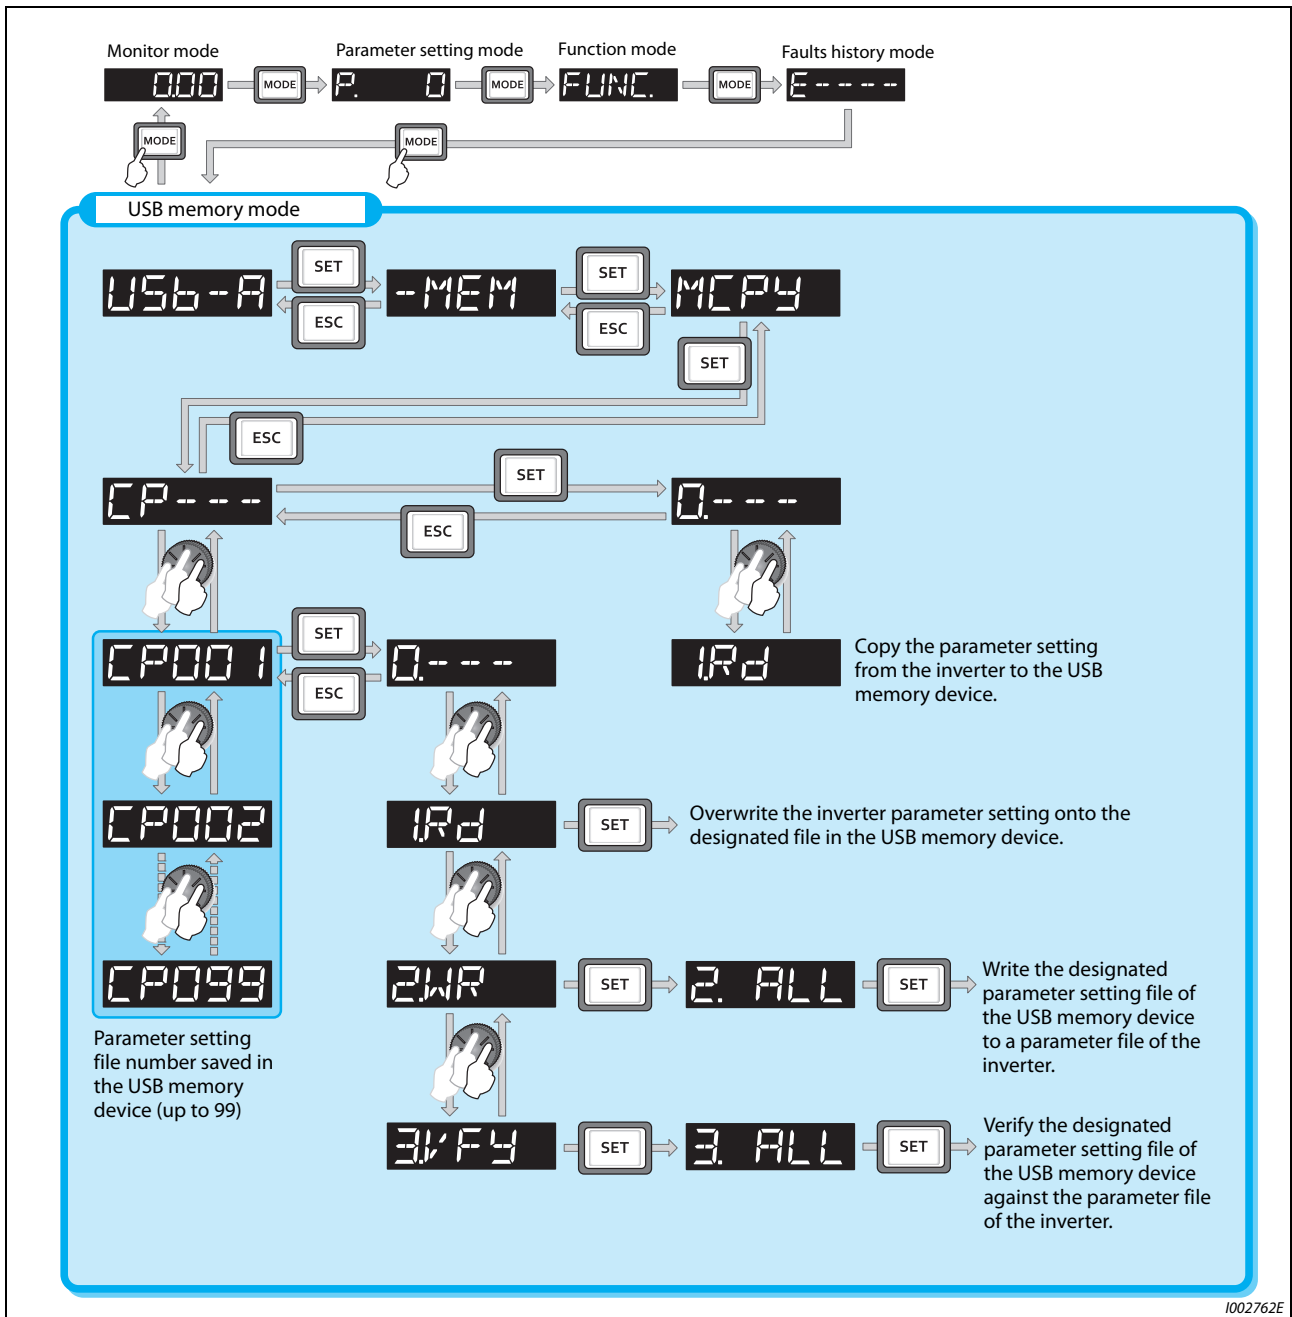 Monitor mode
Parameter setting mode
Function mode
Faults history mode
0.00
MODE
P. 0
MODE
FUNC.
MODE
E----
MODE
MODE
USB memory mode
USb-A
SET
ESC
-MEM
SET
ESC
MCPY
SET
ESC
CP---
SET
ESC
0.---
CP001
SET
ESC
0.---
1.Rd
Copy the parameter setting
from the inverter to the USB
memory device.
CP002
1.Rd
SET
Overwrite the inverter parameter setting onto the
designated file in the USB memory device.
CP099
2.WR
SET
2. ALL
SET
Write the designated
parameter setting file of
the USB memory device
to a parameter file of the
inverter.
Parameter setting
file number saved in
the USB memory
device (up to 99)
3.VFY
SET
3. ALL
SET
Verify the designated
parameter setting file of
the USB memory device
against the parameter file
of the inverter.
I002762E